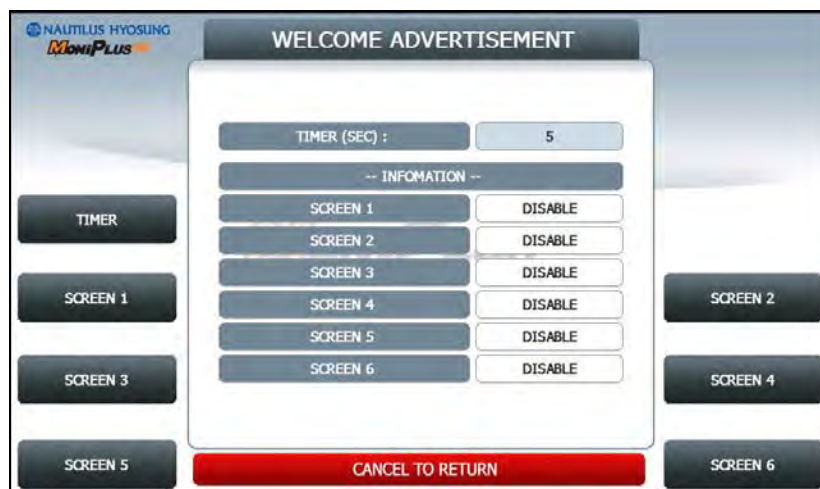 NAUTILUS HYOSUNG
MoniPlus
WELCOME ADVERTISEMENT
TIMER (SEC) : 5
-- INFOMATION --
SCREEN 1 DISABLE
SCREEN 2 DISABLE
SCREEN 3 DISABLE
SCREEN 4 DISABLE
SCREEN 5 DISABLE
SCREEN 6 DISABLE
TIMER
SCREEN 1
SCREEN 2
SCREEN 3
SCREEN 4
SCREEN 5
CANCEL TO RETURN
SCREEN 6